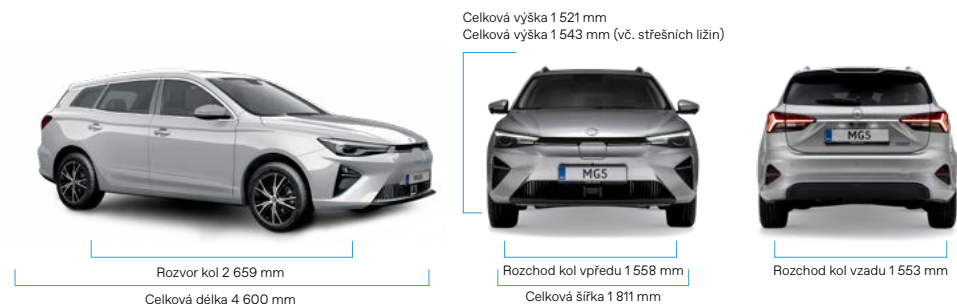 Celková výška 1 521 mm
Celková výška 1 543 mm (vč. střešních ližin)
MG5
MG5
Rozvor kol 2 659 mm
Celková délka 4 600 mm
Rozchod kol vpředu 1 558 mm
Celková šířka 1 811 mm
Rozchod kol vzadu 1 553 mm